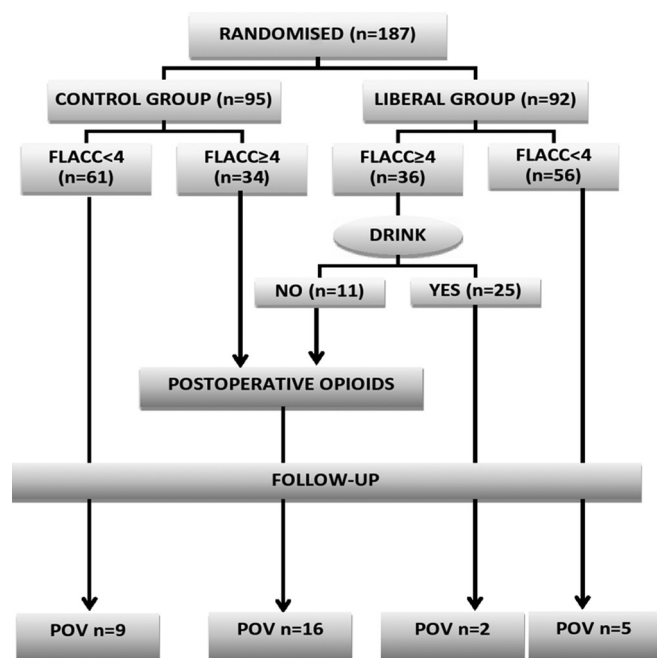 RANDOMISED (n=187)
CONTROL GROUP (n=95)
LIBERAL GROUP (n=92)
FLACC<4
(n=61)
FLACC≥4
(n=34)
FLACC≥4
(n=36)
FLACC<4
(n=56)
DRINK
NO (n=11)
YES (n=25)
POSTOPERATIVE OPIOIDS
FOLLOW-UP
POV n=9
POV n=16
POV n=2
POV n=5